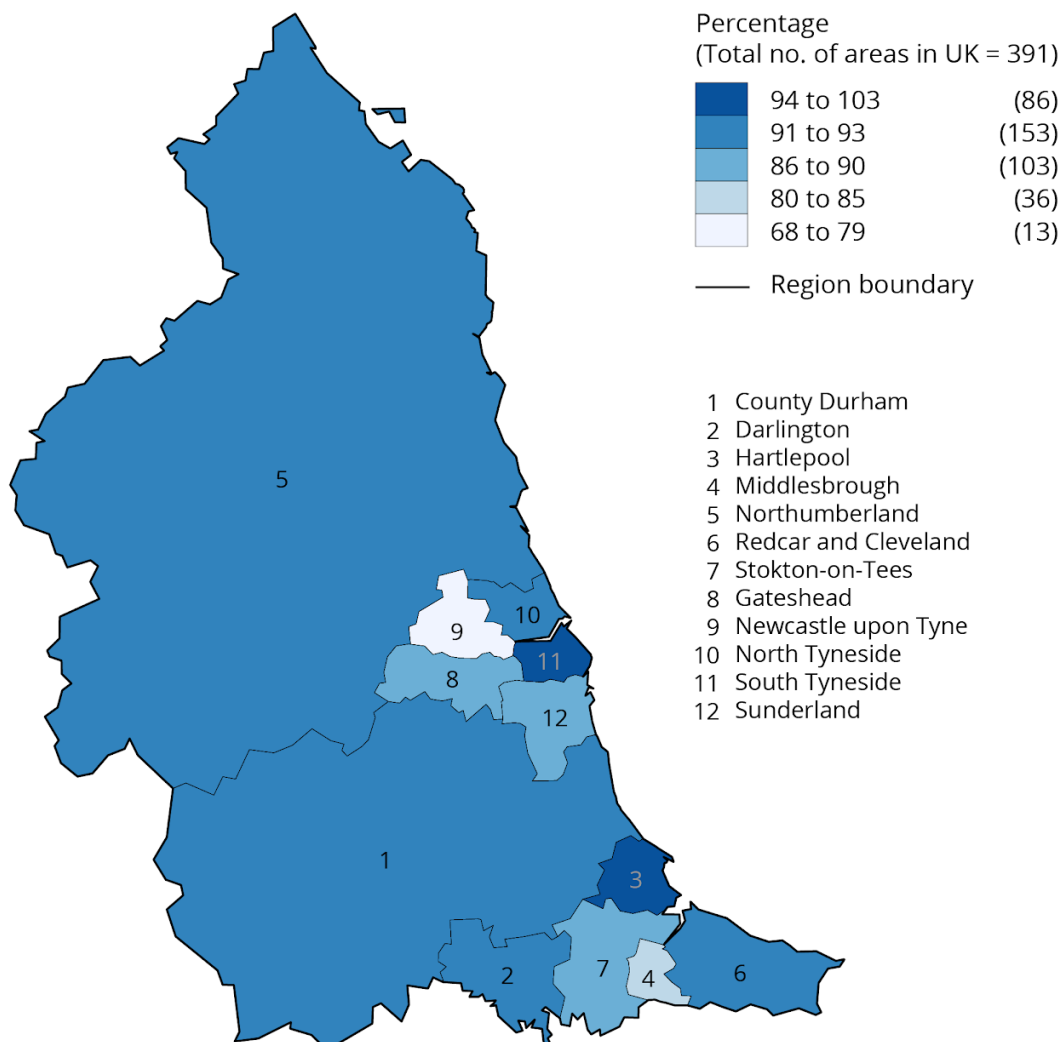 Percentage
(Total no. of areas in UK = 391)
94 to 103 (86)
91 to 93 (153)
86 to 90 (103)
80 to 85 (36)
68 to 79 (13)
Region boundary
1 County Durham
2 Darlington
3 Hartlepool
4 Middlesbrough
5 Northumberland
6 Redcar and Cleveland
7 Stokton-on-Tees
8 Gateshead
9 Newcastle upon Tyne
10 North Tyneside
11 South Tyneside
12 Sunderland
5
10
9
11
8
12
1
3
7
2
4
6